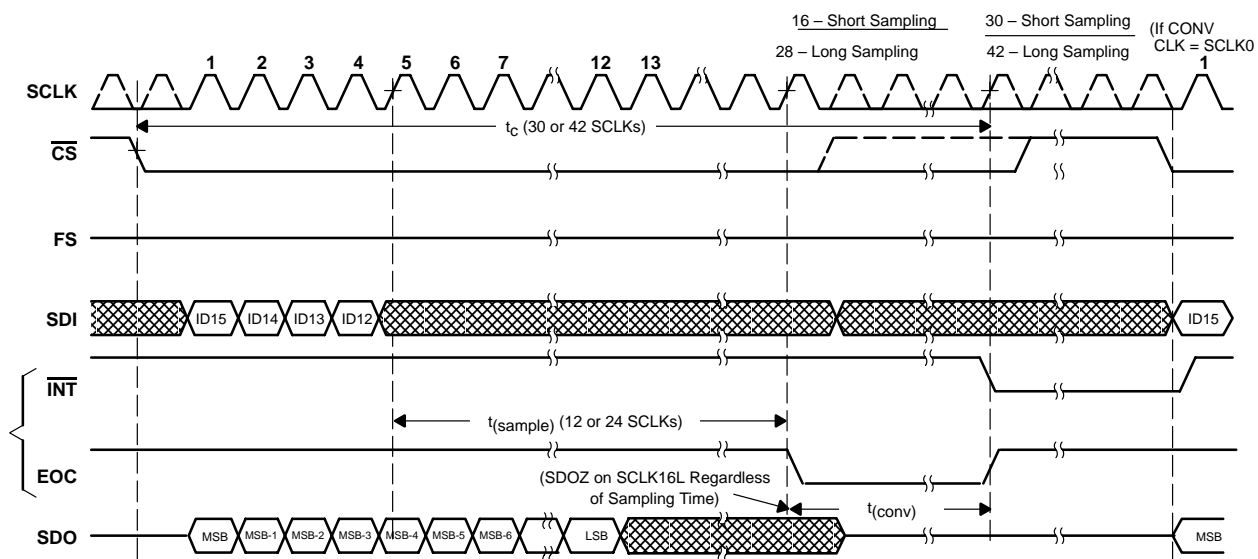 16 – Short Sampling
28 – Long Sampling
30 – Short Sampling
42 – Long Sampling
(If CONV
CLK = SCLK0
1 2 3 4 5 6 7 12 13 1
SCLK
tc (30 or 42 SCLKs)
CS
FS
SDI
ID15 ID14 ID13 ID12 ID15
INT
t(sample) (12 or 24 SCLKs)
EOC
(SDOZ on SCLK16L Regardless
of Sampling Time)
t(conv)
SDO
MSB MSB-1 MSB-2 MSB-3 MSB-4 MSB-5 MSB-6 LSB MSB